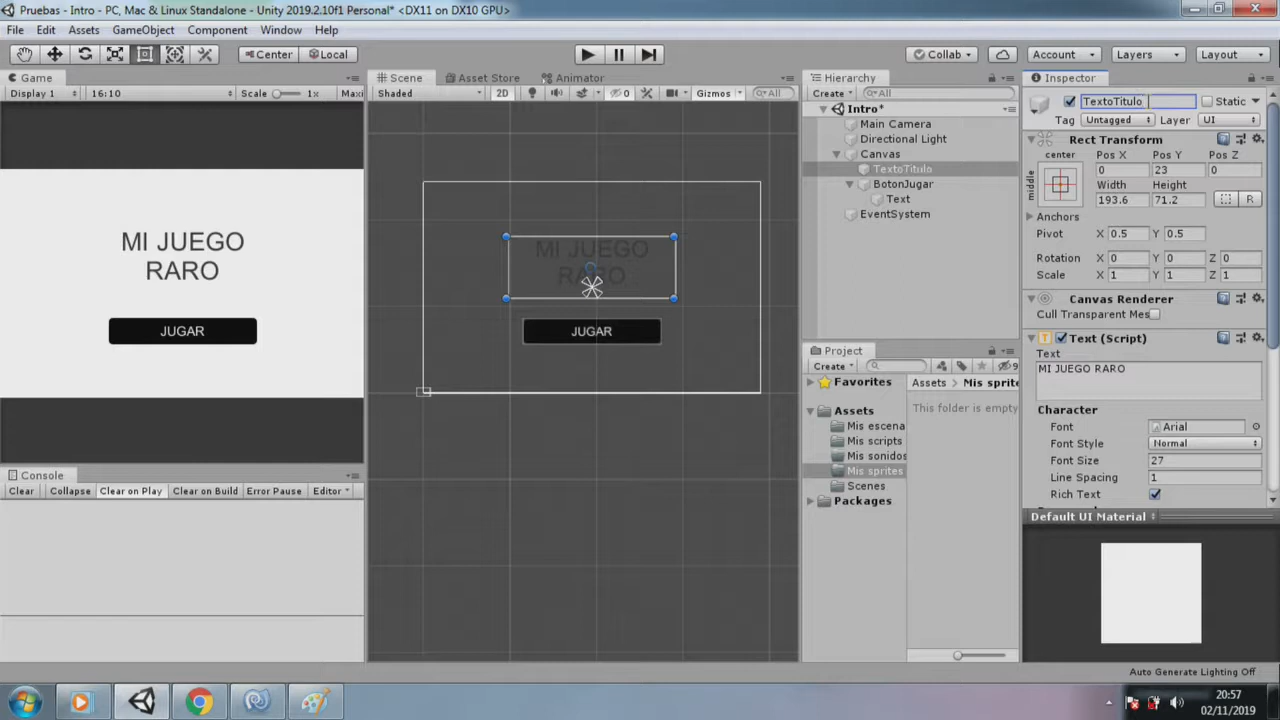 Pruebas - Intro - PC, Mac & Linux Standalone - Unity 2019.2.10f1 Personal* <DX11 on DX10 GPU>
File Edit Assets GameObject Component Window Help
Center Local Collab Account Layers Layout
Game
Display 1 16:10 Scale 1x Maxi
MI JUEGO
RARO
JUGAR
Scene Asset Store Animator
Shaded 2D 0 Gizmos All
MI JUEGO
RARO
JUGAR
Hierarchy
Create All
Intro*
Main Camera
Directional Light
Canvas
TextoTitulo
BotonJugar
Text
EventSystem
Project
Create 9
Favorites
Assets
Mis escena
Mis scripts
Mis sonidos
Mis sprites
Scenes
Packages
Assets Mis sprite
This folder is empty
Inspector
TextoTitulo Static
Tag Untagged Layer UI
Rect Transform
center Pos X Pos Y Pos Z
middle 0 23 0
Width Height
193.6 71.2 R
Anchors
Pivot X 0.5 Y 0.5
Rotation X 0 Y 0 Z 0
Scale X 1 Y 1 Z 1
Canvas Renderer
Cull Transparent Mes
Text (Script)
Text
MI JUEGO RARO
Character
Font Arial
Font Style Normal
Font Size 27
Line Spacing 1
Rich Text
Default UI Material
Console
Clear Collapse Clear on Play Clear on Build Error Pause Editor
Auto Generate Lighting Off
20:57
02/11/2019